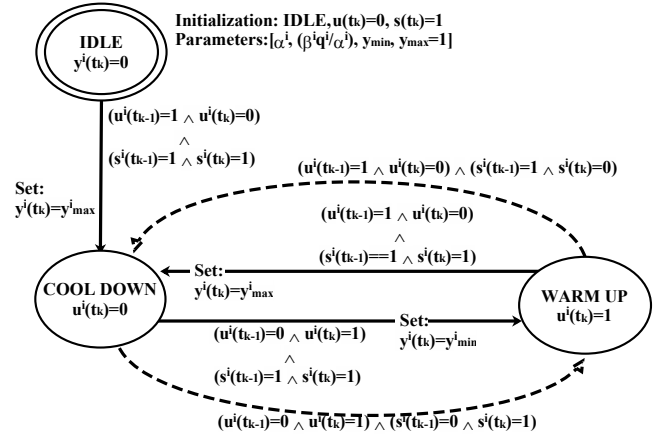 Initialization: IDLE, u(tk)=0, s(tk)=1
Parameters:[αⁱ, (βⁱqⁱ/αⁱ), ymin, ymax=1]
IDLE
yⁱ(tk)=0
(uⁱ(tk-1)=1 ∧ uⁱ(tk)=0)
∧
(sⁱ(tk-1)=1 ∧ sⁱ(tk)=1)
Set:
yⁱ(tk)=yⁱmax
(uⁱ(tk-1)=1 ∧ uⁱ(tk)=0) ∧ (sⁱ(tk-1)=1 ∧ sⁱ(tk)=0)
(uⁱ(tk-1)=1 ∧ uⁱ(tk)=0)
∧
(sⁱ(tk-1)==1 ∧ sⁱ(tk)=1)
Set:
yⁱ(tk)=yⁱmax
COOL DOWN
uⁱ(tk)=0
WARM UP
uⁱ(tk)=1
Set:
yⁱ(tk)=yⁱmin
(uⁱ(tk-1)=0 ∧ uⁱ(tk)=1)
∧
(sⁱ(tk-1)=1 ∧ sⁱ(tk)=1)
(uⁱ(tk-1)=0 ∧ uⁱ(tk)=1) ∧ (sⁱ(tk-1)=0 ∧ sⁱ(tk)=1)